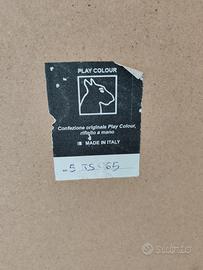 PLAY COLOUR
Confezione originale Play Colour,
rifinito a mano
MADE IN ITALY
Subito